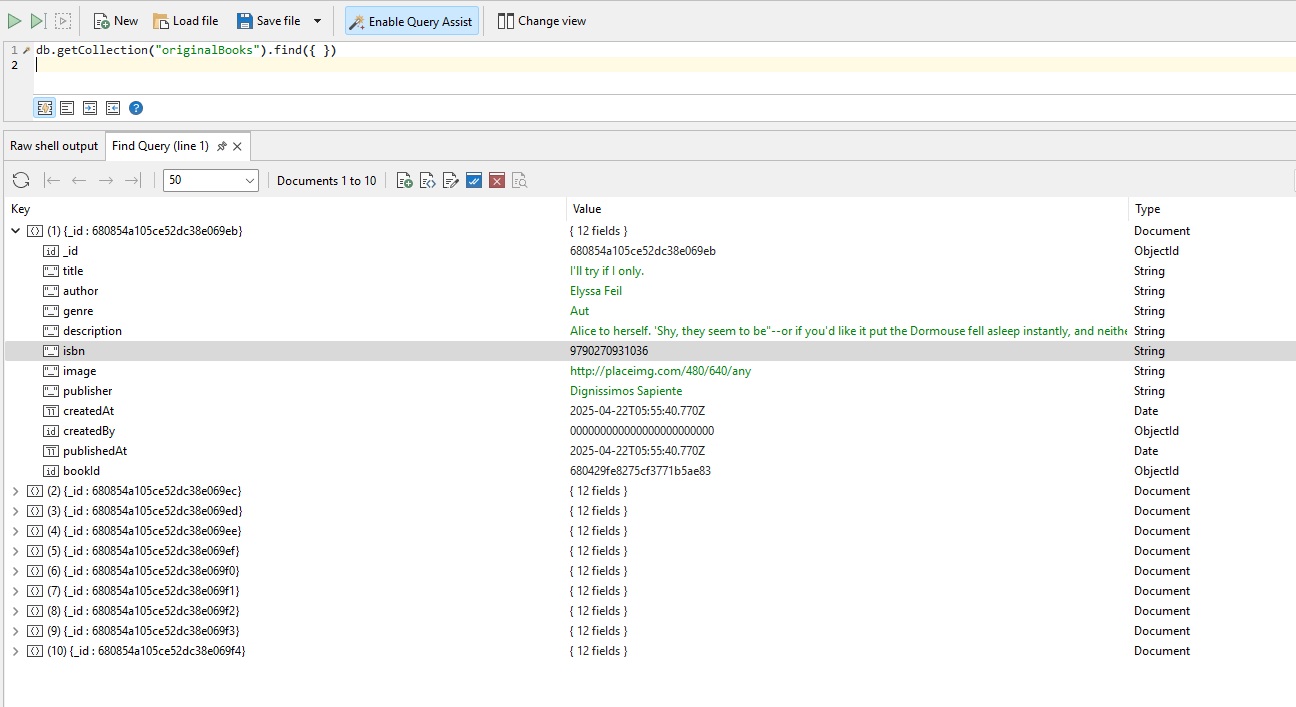 New Load file Save file Enable Query Assist Change view
1 db.getCollection("originalBooks").find({ })
2
Raw shell output Find Query (line 1)
50 Documents 1 to 10
Key Value Type
(1) {_id : 680854a105ce52dc38e069eb} { 12 fields } Document
_id 680854a105ce52dc38e069eb ObjectId
title I'll try if I only. String
author Elyssa Feil String
genre Aut String
description Alice to herself. 'Shy, they seem to be"--or if you'd like it put the Dormouse fell asleep instantly, and neithe String
isbn 9790270931036 String
image http://placeimg.com/480/640/any String
publisher Dignissimos Sapiente String
createdAt 2025-04-22T05:55:40.770Z Date
createdBy 000000000000000000000000 ObjectId
publishedAt 2025-04-22T05:55:40.770Z Date
bookId 680429fe8275cf3771b5ae83 ObjectId
(2) {_id : 680854a105ce52dc38e069ec} { 12 fields } Document
(3) {_id : 680854a105ce52dc38e069ed} { 12 fields } Document
(4) {_id : 680854a105ce52dc38e069ee} { 12 fields } Document
(5) {_id : 680854a105ce52dc38e069ef} { 12 fields } Document
(6) {_id : 680854a105ce52dc38e069f0} { 12 fields } Document
(7) {_id : 680854a105ce52dc38e069f1} { 12 fields } Document
(8) {_id : 680854a105ce52dc38e069f2} { 12 fields } Document
(9) {_id : 680854a105ce52dc38e069f3} { 12 fields } Document
(10) {_id : 680854a105ce52dc38e069f4} { 12 fields } Document